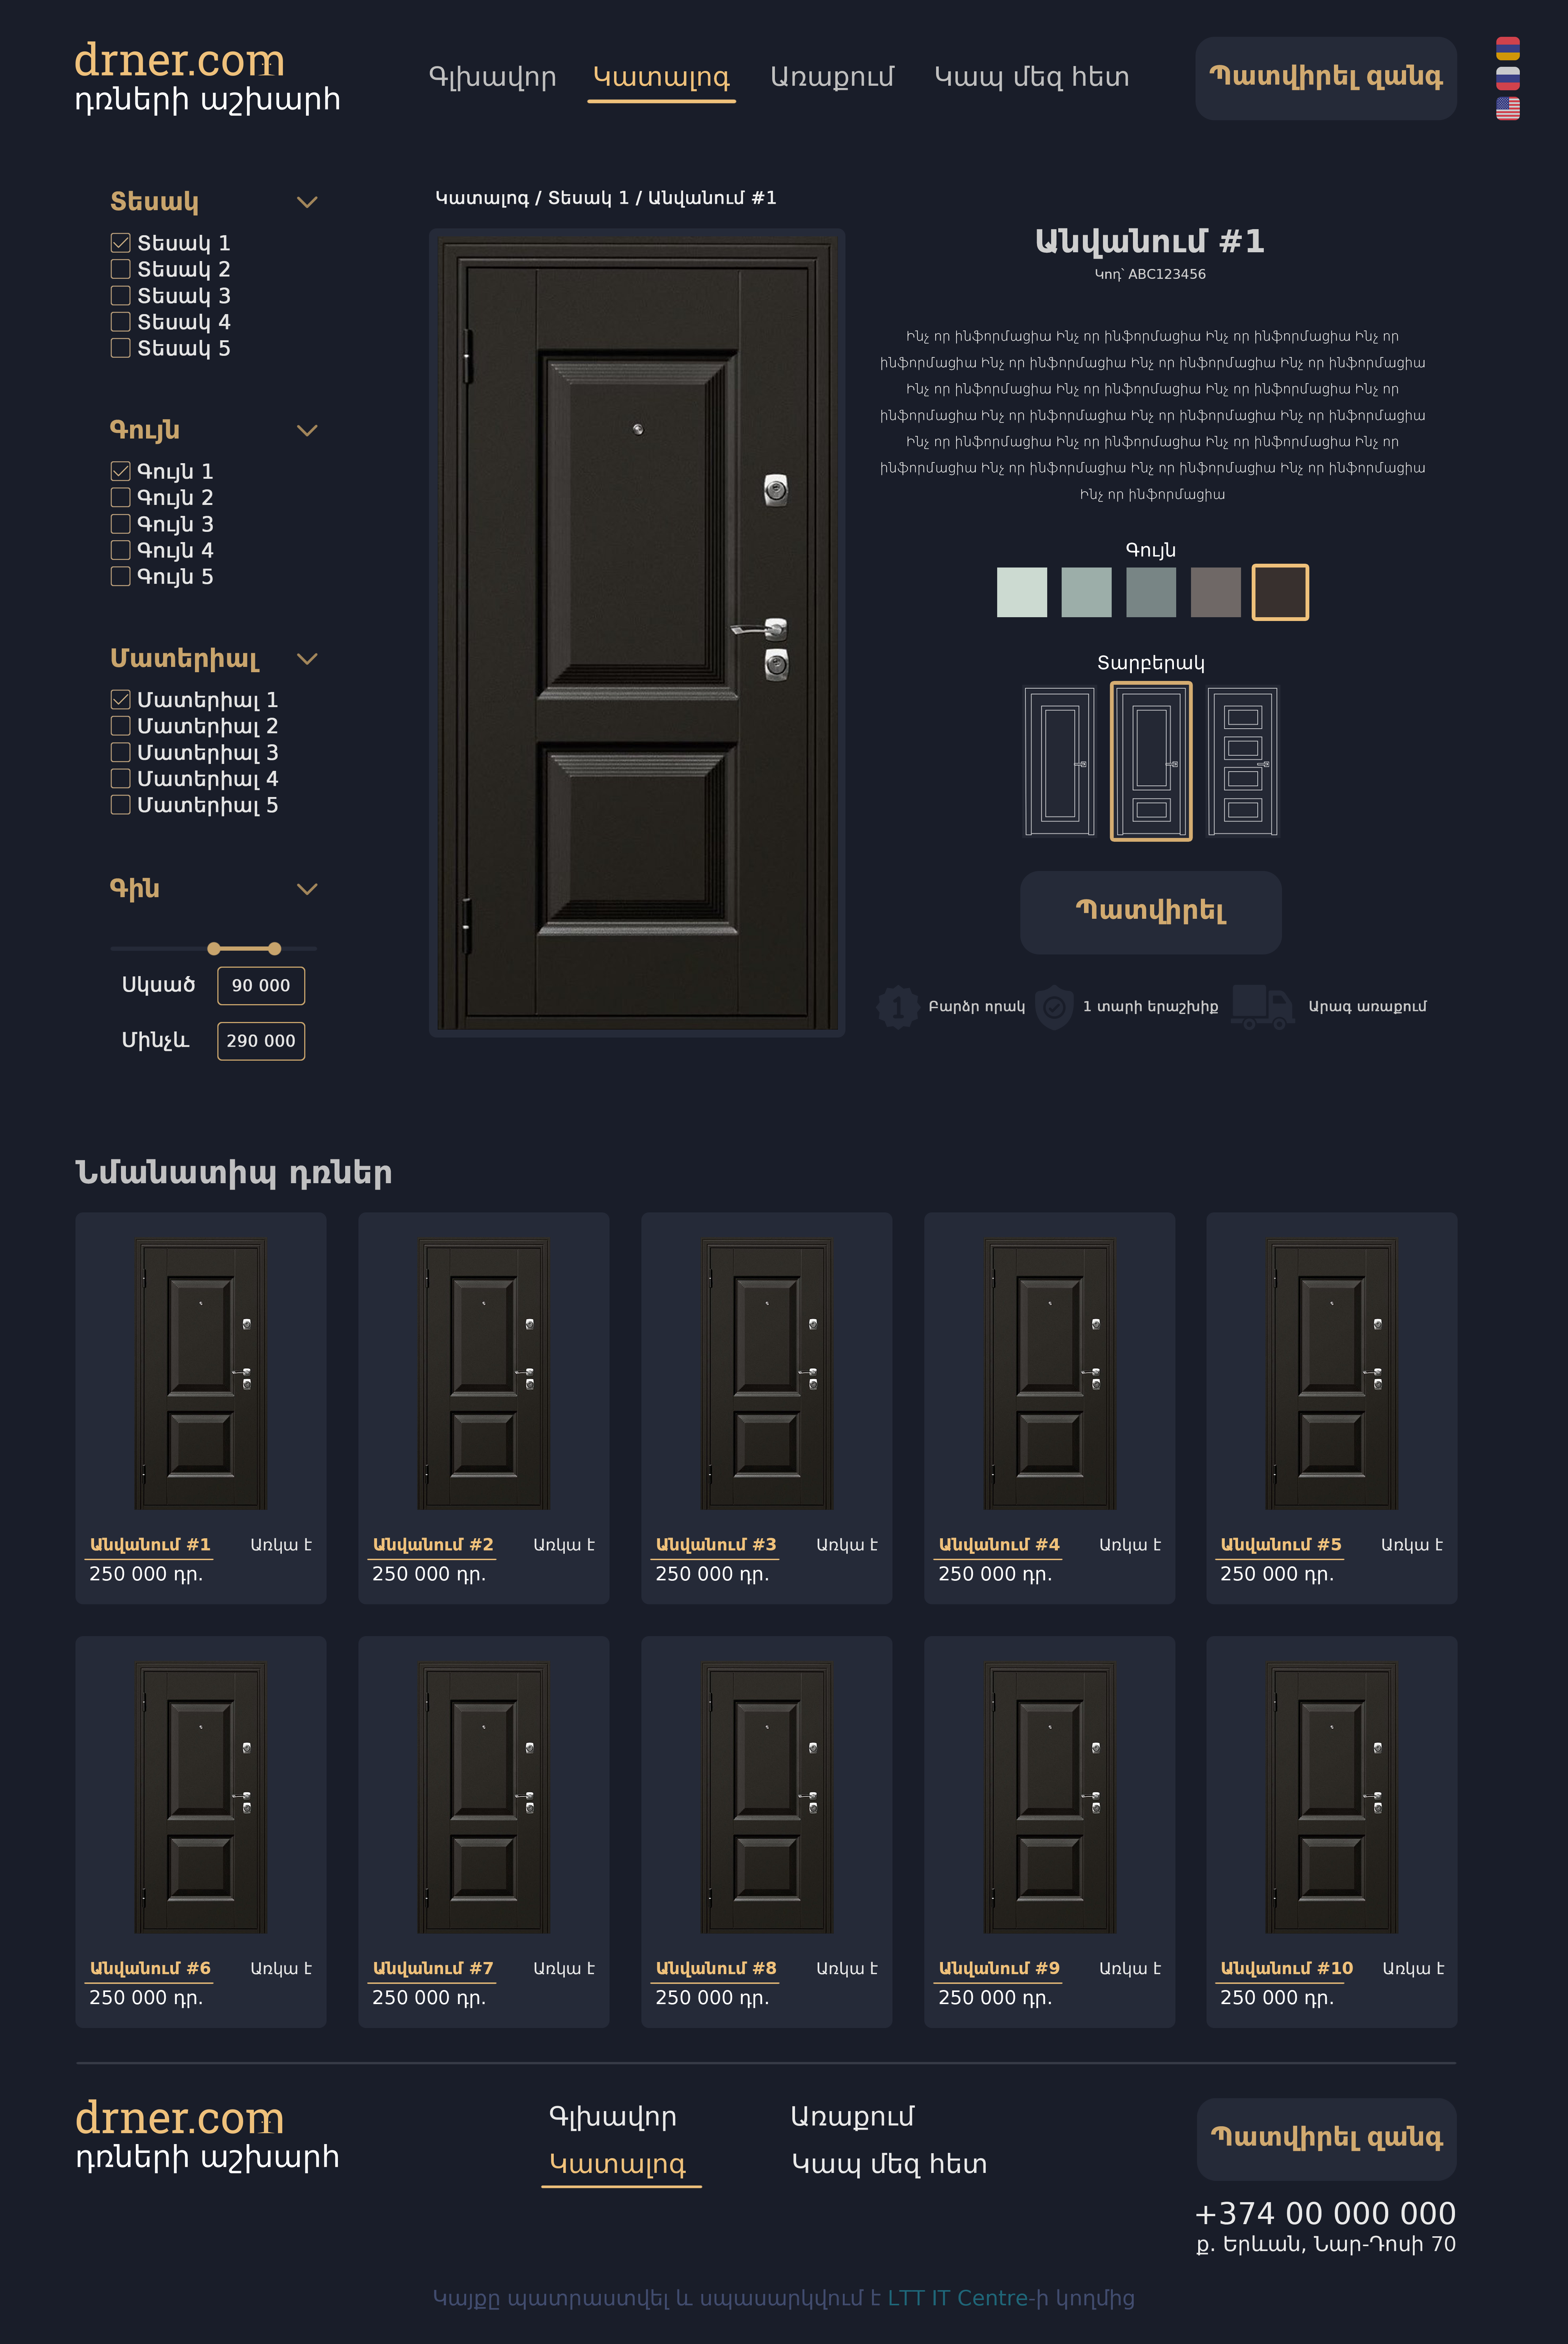 drner.com
դռների աշխարհ
Գլխավոր Կատալոգ Առաքում Կապ մեզ հետ
Պատվիրել զանգ
Տեսակ
Տեսակ 1
Տեսակ 2
Տեսակ 3
Տեսակ 4
Տեսակ 5
Գույն
Գույն 1
Գույն 2
Գույն 3
Գույն 4
Գույն 5
Մատերիալ
Մատերիալ 1
Մատերիալ 2
Մատերիալ 3
Մատերիալ 4
Մատերիալ 5
Գին
Սկսած 90 000
Մինչև 290 000
Կատալոգ / Տեսակ 1 / Անվանում #1
Անվանում #1
Կոդ՝ ABC123456
Ինչ որ ինֆորմացիա Ինչ որ ինֆորմացիա Ինչ որ ինֆորմացիա Ինչ որ
ինֆորմացիա Ինչ որ ինֆորմացիա Ինչ որ ինֆորմացիա Ինչ որ ինֆորմացիա
Ինչ որ ինֆորմացիա Ինչ որ ինֆորմացիա Ինչ որ ինֆորմացիա Ինչ որ
ինֆորմացիա Ինչ որ ինֆորմացիա Ինչ որ ինֆորմացիա Ինչ որ ինֆորմացիա
Ինչ որ ինֆորմացիա Ինչ որ ինֆորմացիա Ինչ որ ինֆորմացիա Ինչ որ
ինֆորմացիա Ինչ որ ինֆորմացիա Ինչ որ ինֆորմացիա Ինչ որ ինֆորմացիա
Ինչ որ ինֆորմացիա
Գույն
Տարբերակ
Պատվիրել
1 Բարձր որակ 1 տարի երաշխիք Արագ առաքում
Նմանատիպ դռներ
Անվանում #1 Առկա է
250 000 դր.
Անվանում #2 Առկա է
250 000 դր.
Անվանում #3 Առկա է
250 000 դր.
Անվանում #4 Առկա է
250 000 դր.
Անվանում #5 Առկա է
250 000 դր.
Անվանում #6 Առկա է
250 000 դր.
Անվանում #7 Առկա է
250 000 դր.
Անվանում #8 Առկա է
250 000 դր.
Անվանում #9 Առկա է
250 000 դր.
Անվանում #10 Առկա է
250 000 դր.
drner.com
դռների աշխարհ
Գլխավոր Առաքում
Կատալոգ Կապ մեզ հետ
Պատվիրել զանգ
+374 00 000 000
ք. Երևան, Նար-Դոսի 70
Կայքը պատրաստվել և սպասարկվում է LTT IT Centre-ի կողմից